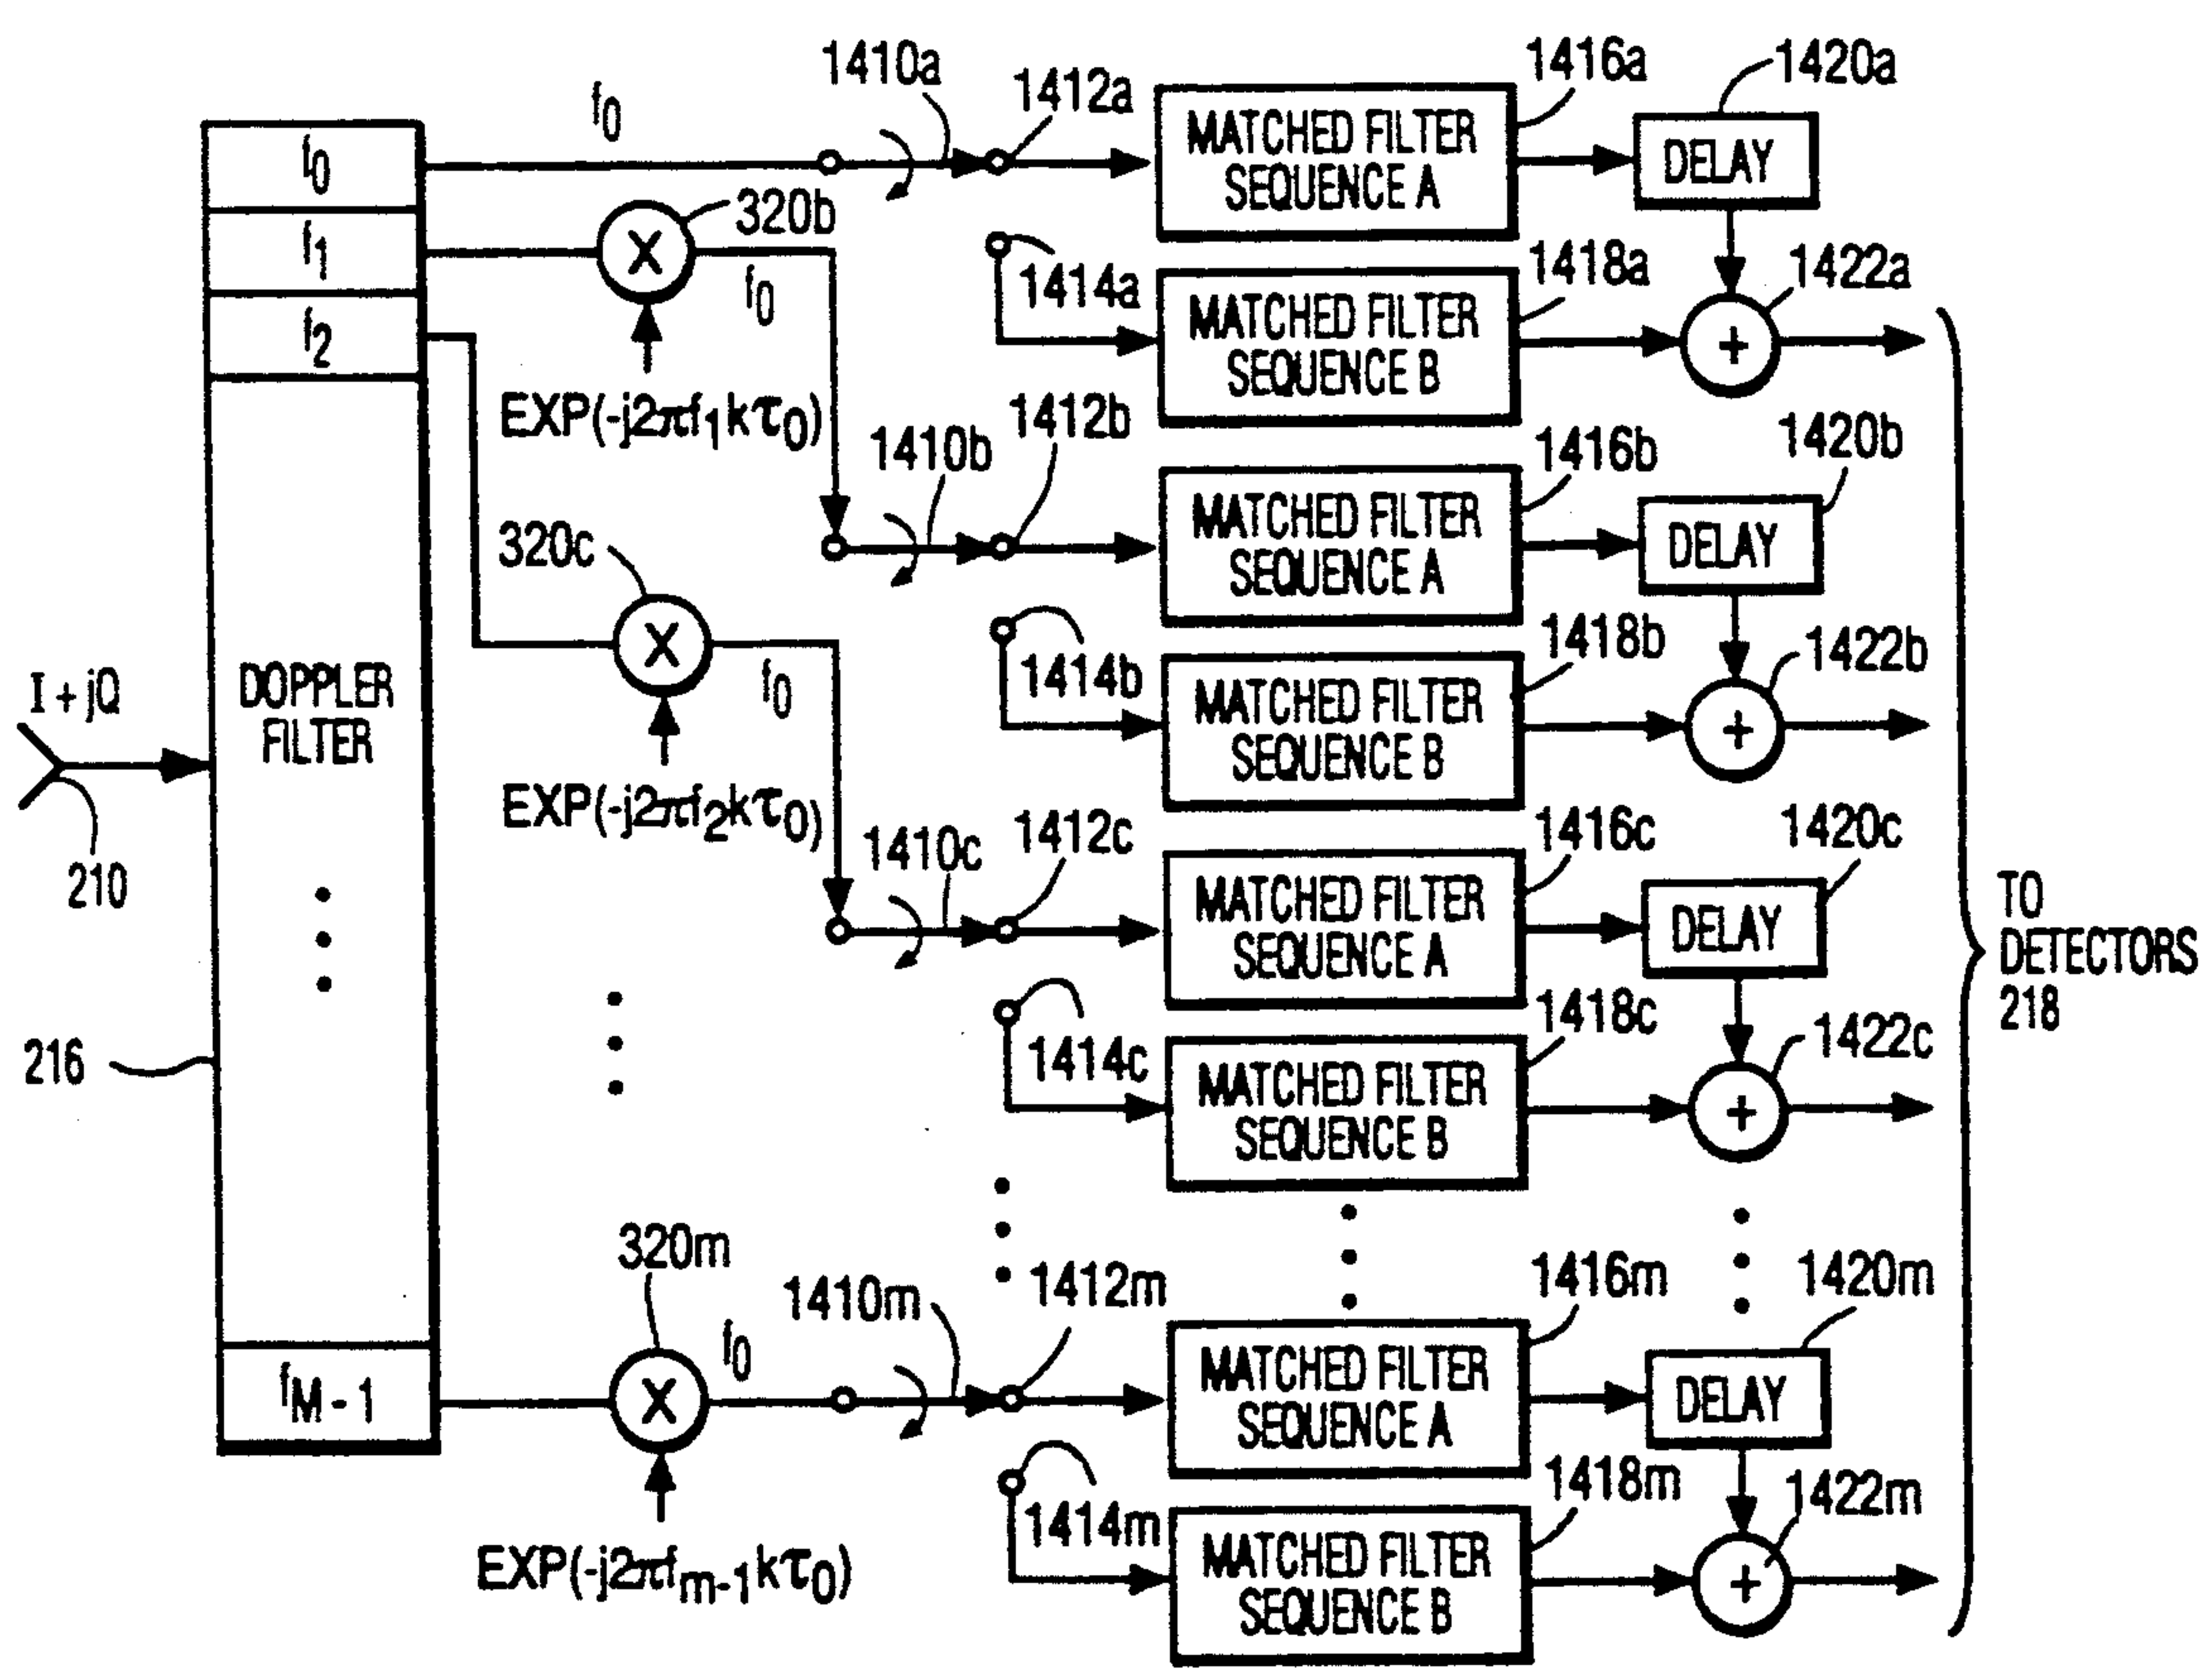 1410a
1412a
1416a
1420a
f0
f0
MATCHED FILTER
SEQUENCE A
DELAY
f1
320b
f0
1414a
1418a
1422a
f2
MATCHED FILTER
SEQUENCE B
+
X
EXP(-j2πf1kτ0)
1410b
1412b
1416b
1420b
MATCHED FILTER
SEQUENCE A
DELAY
320c
X
f0
1414b
1418b
1422b
I + jQ
DOPPLER
FILTER
MATCHED FILTER
SEQUENCE B
+
EXP(-j2πf2kτ0)
1410c
1412c
1416c
1420c
210
MATCHED FILTER
SEQUENCE A
DELAY
TO
DETECTORS
218
216
1414c
1418c
1422c
MATCHED FILTER
SEQUENCE B
+
320m
1410m
1412m
1416m
1420m
f0
fM-1
X
MATCHED FILTER
SEQUENCE A
DELAY
1414m
1418m
1422m
EXP(-j2πfm-1kτ0)
MATCHED FILTER
SEQUENCE B
+